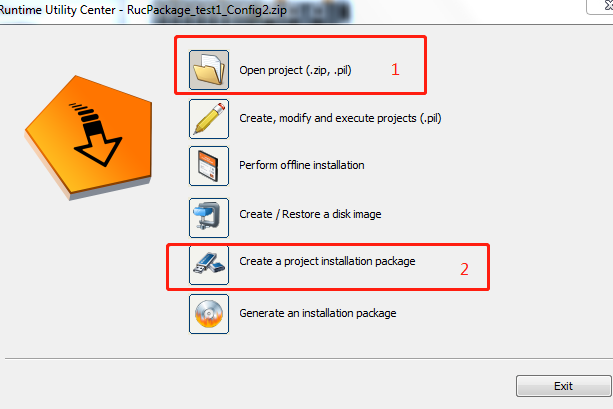 Runtime Utility Center - RucPackage_test1_Config2.zip
Open project (.zip, .pil)
1
Create, modify and execute projects (.pil)
Perform offline installation
Create / Restore a disk image
Create a project installation package
2
Generate an installation package
Exit